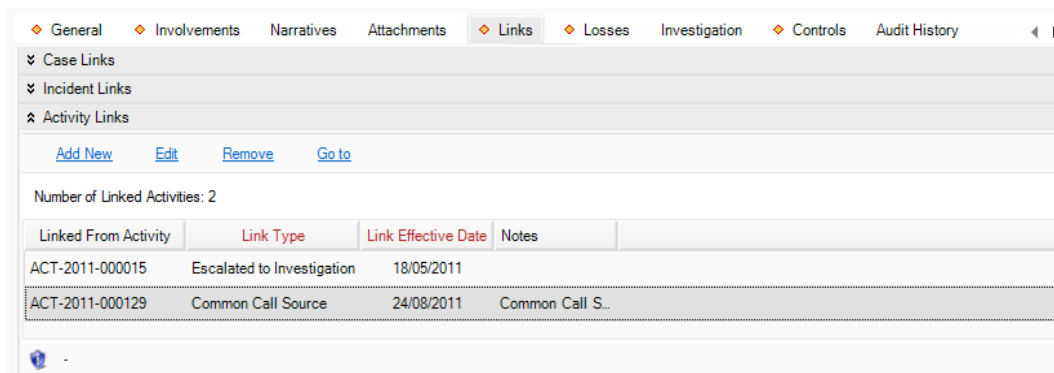 General Involvements Narratives Attachments Links Losses Investigation Controls Audit History
Case Links
Incident Links
Activity Links
Add New Edit Remove Go to
Number of Linked Activities: 2
Linked From Activity Link Type Link Effective Date Notes
ACT-2011-000015 Escalated to Investigation 18/05/2011
ACT-2011-000129 Common Call Source 24/08/2011 Common Call S...
-